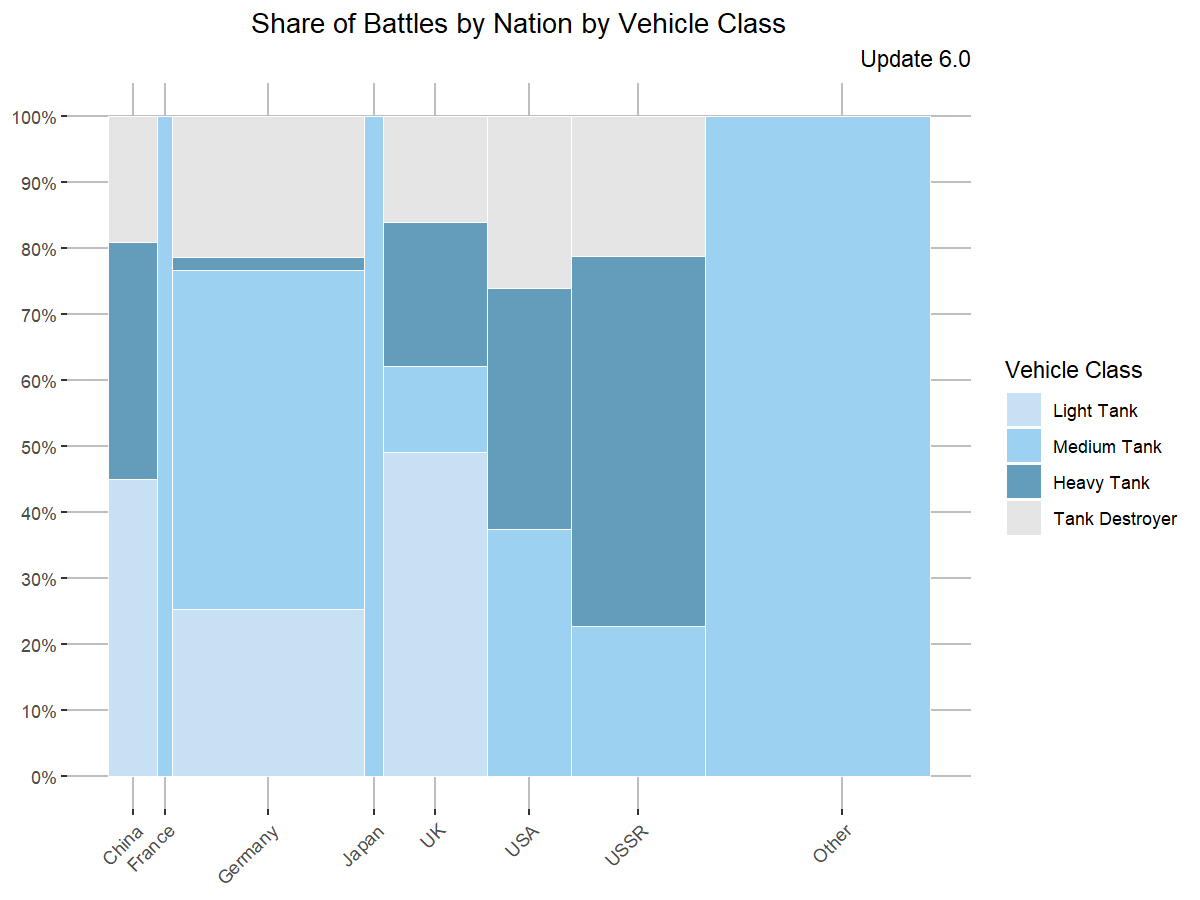 Share of Battles by Nation by Vehicle Class
Update 6.0
100%
90%
80%
70%
60%
50%
40%
30%
20%
10%
0%
China
France
Germany
Japan
UK
USA
USSR
Other
Vehicle Class
Light Tank
Medium Tank
Heavy Tank
Tank Destroyer